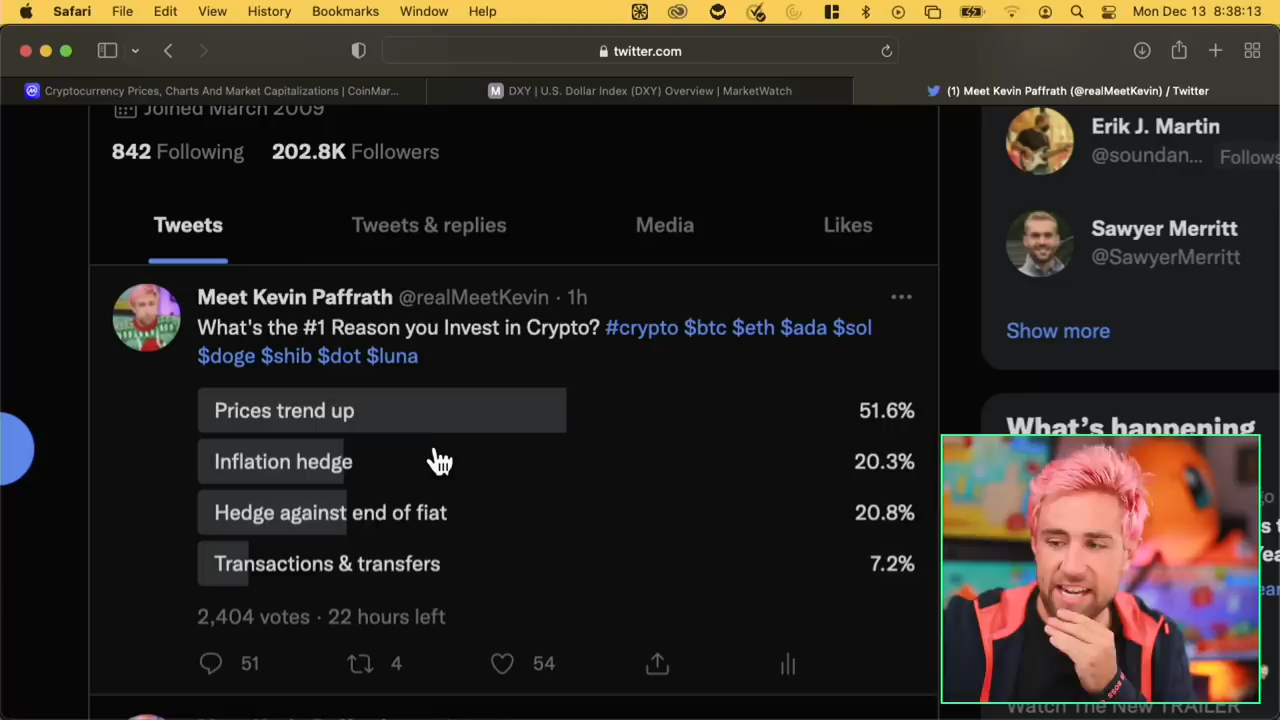 Safari File Edit View History Bookmarks Window Help Mon Dec 13 8:38:13
twitter.com
Cryptocurrency Prices, Charts And Market Capitalizations | CoinMar...
M DXY | U.S. Dollar Index (DXY) Overview | MarketWatch
(1) Meet Kevin Paffrath (@realMeetKevin) / Twitter
Joined March 2009
842 Following 202.8K Followers
Tweets Tweets & replies Media Likes
Meet Kevin Paffrath @realMeetKevin · 1h
What's the #1 Reason you Invest in Crypto? #crypto $btc $eth $ada $sol
$doge $shib $dot $luna
Prices trend up 51.6%
Inflation hedge 20.3%
Hedge against end of fiat 20.8%
Transactions & transfers 7.2%
2,404 votes · 22 hours left
51 4 54
Erik J. Martin
@soundan... Follows
Sawyer Merritt
@SawyerMerritt
Show more
What's happening
Watch The New TRAILER